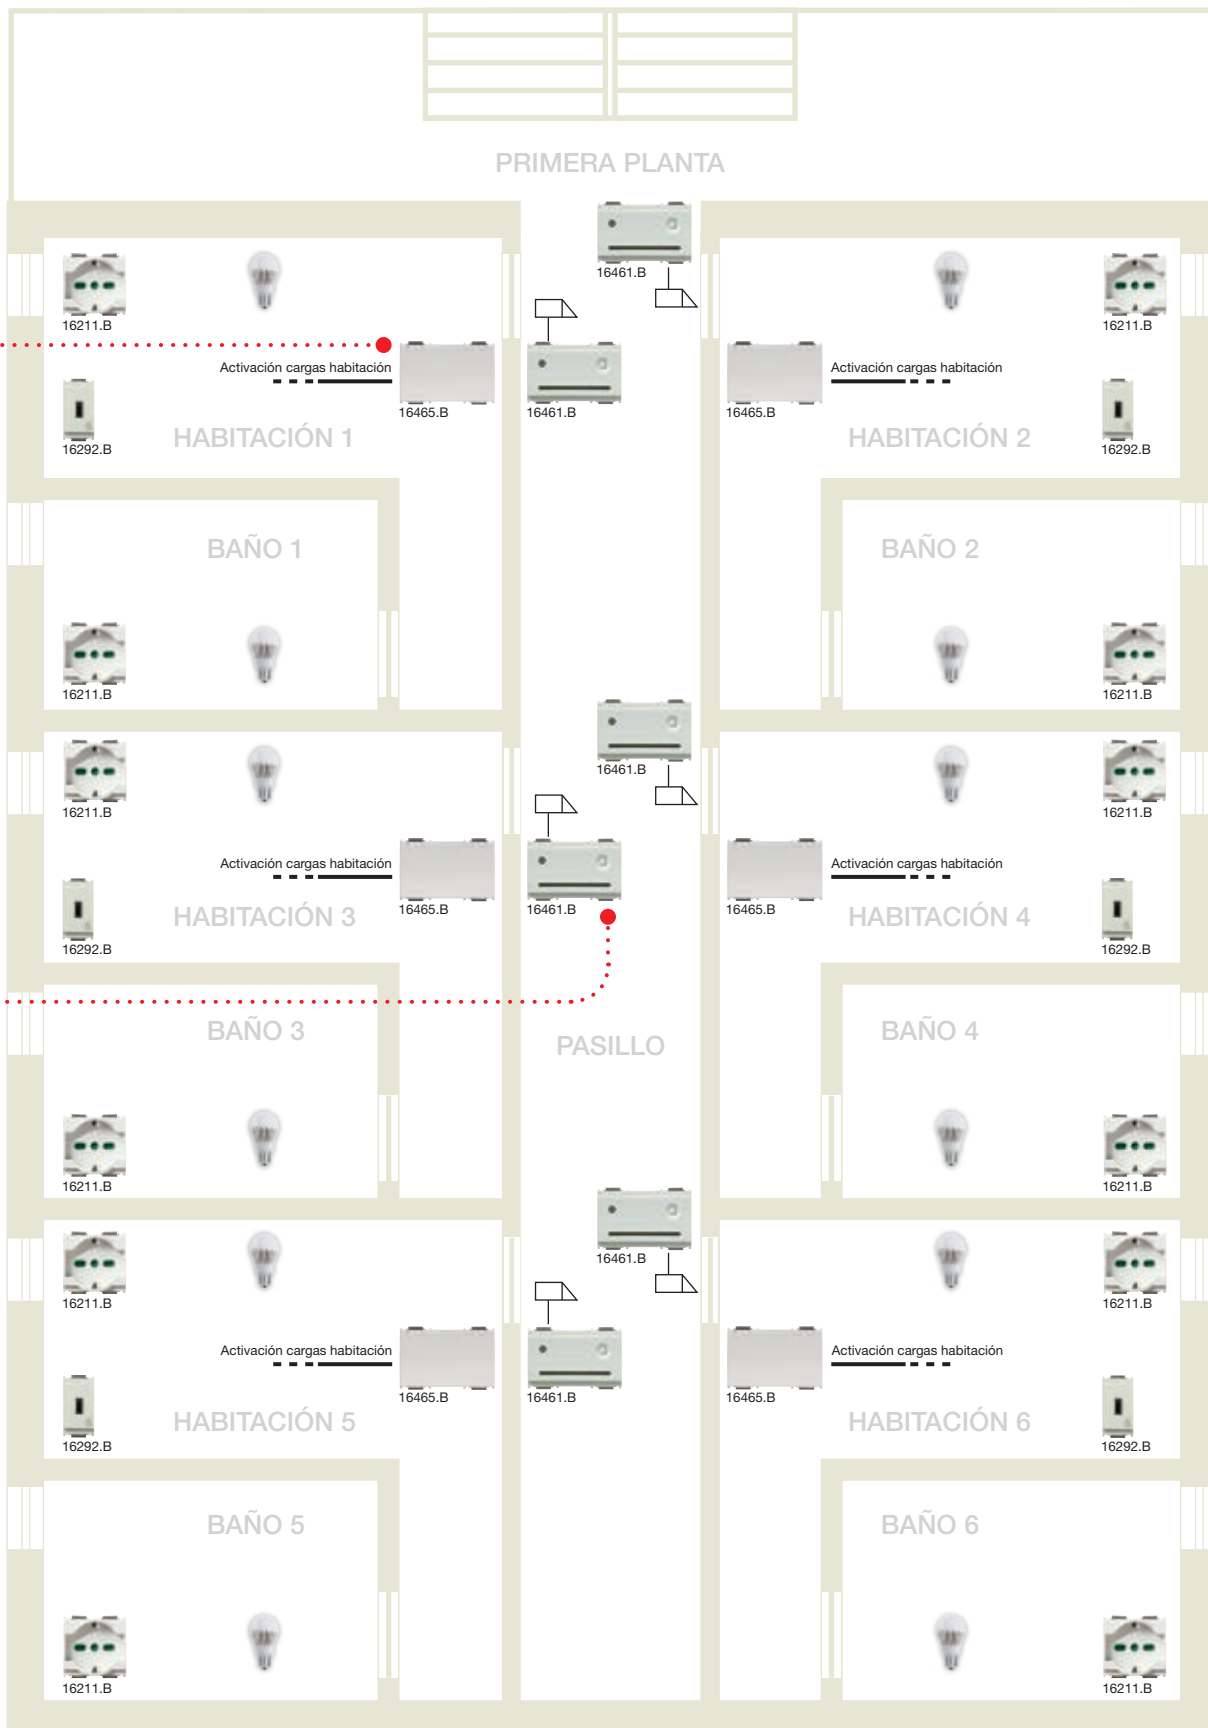 PRIMERA PLANTA
16461.B
16211.B
16211.B
Activación cargas habitación
Activación cargas habitación
16465.B
16461.B
16465.B
16292.B
HABITACIÓN 1
HABITACIÓN 2
16292.B
BAÑO 1
BAÑO 2
16211.B
16211.B
16461.B
16211.B
16211.B
Activación cargas habitación
Activación cargas habitación
16465.B
16461.B
16465.B
16292.B
HABITACIÓN 3
HABITACIÓN 4
16292.B
BAÑO 3
PASILLO
BAÑO 4
16211.B
16211.B
16461.B
16211.B
16211.B
Activación cargas habitación
Activación cargas habitación
16465.B
16461.B
16465.B
16292.B
HABITACIÓN 5
HABITACIÓN 6
16292.B
BAÑO 5
BAÑO 6
16211.B
16211.B